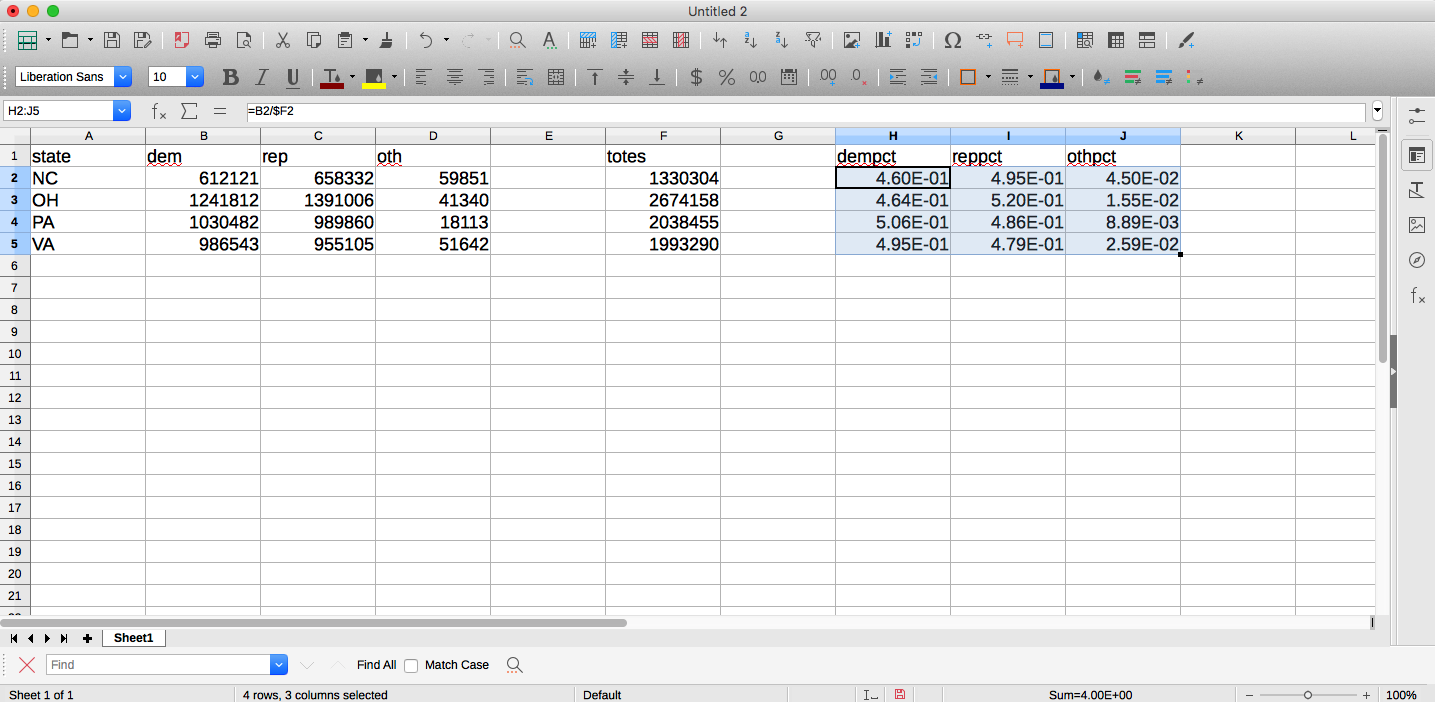 Untitled 2
Liberation Sans 10
H2:J5 =B2/$F2
A B C D E F G H I J K L
1 state dem rep oth totes dempct reppct othpct
2 NC 612121 658332 59851 1330304 4.60E-01 4.95E-01 4.50E-02
3 OH 1241812 1391006 41340 2674158 4.64E-01 5.20E-01 1.55E-02
4 PA 1030482 989860 18113 2038455 5.06E-01 4.86E-01 8.89E-03
5 VA 986543 955105 51642 1993290 4.95E-01 4.79E-01 2.59E-02
6
7
8
9
10
11
12
13
14
15
16
17
18
19
20
21
Sheet1
Find Find All Match Case
Sheet 1 of 1 4 rows, 3 columns selected Default Sum=4.00E+00 100%